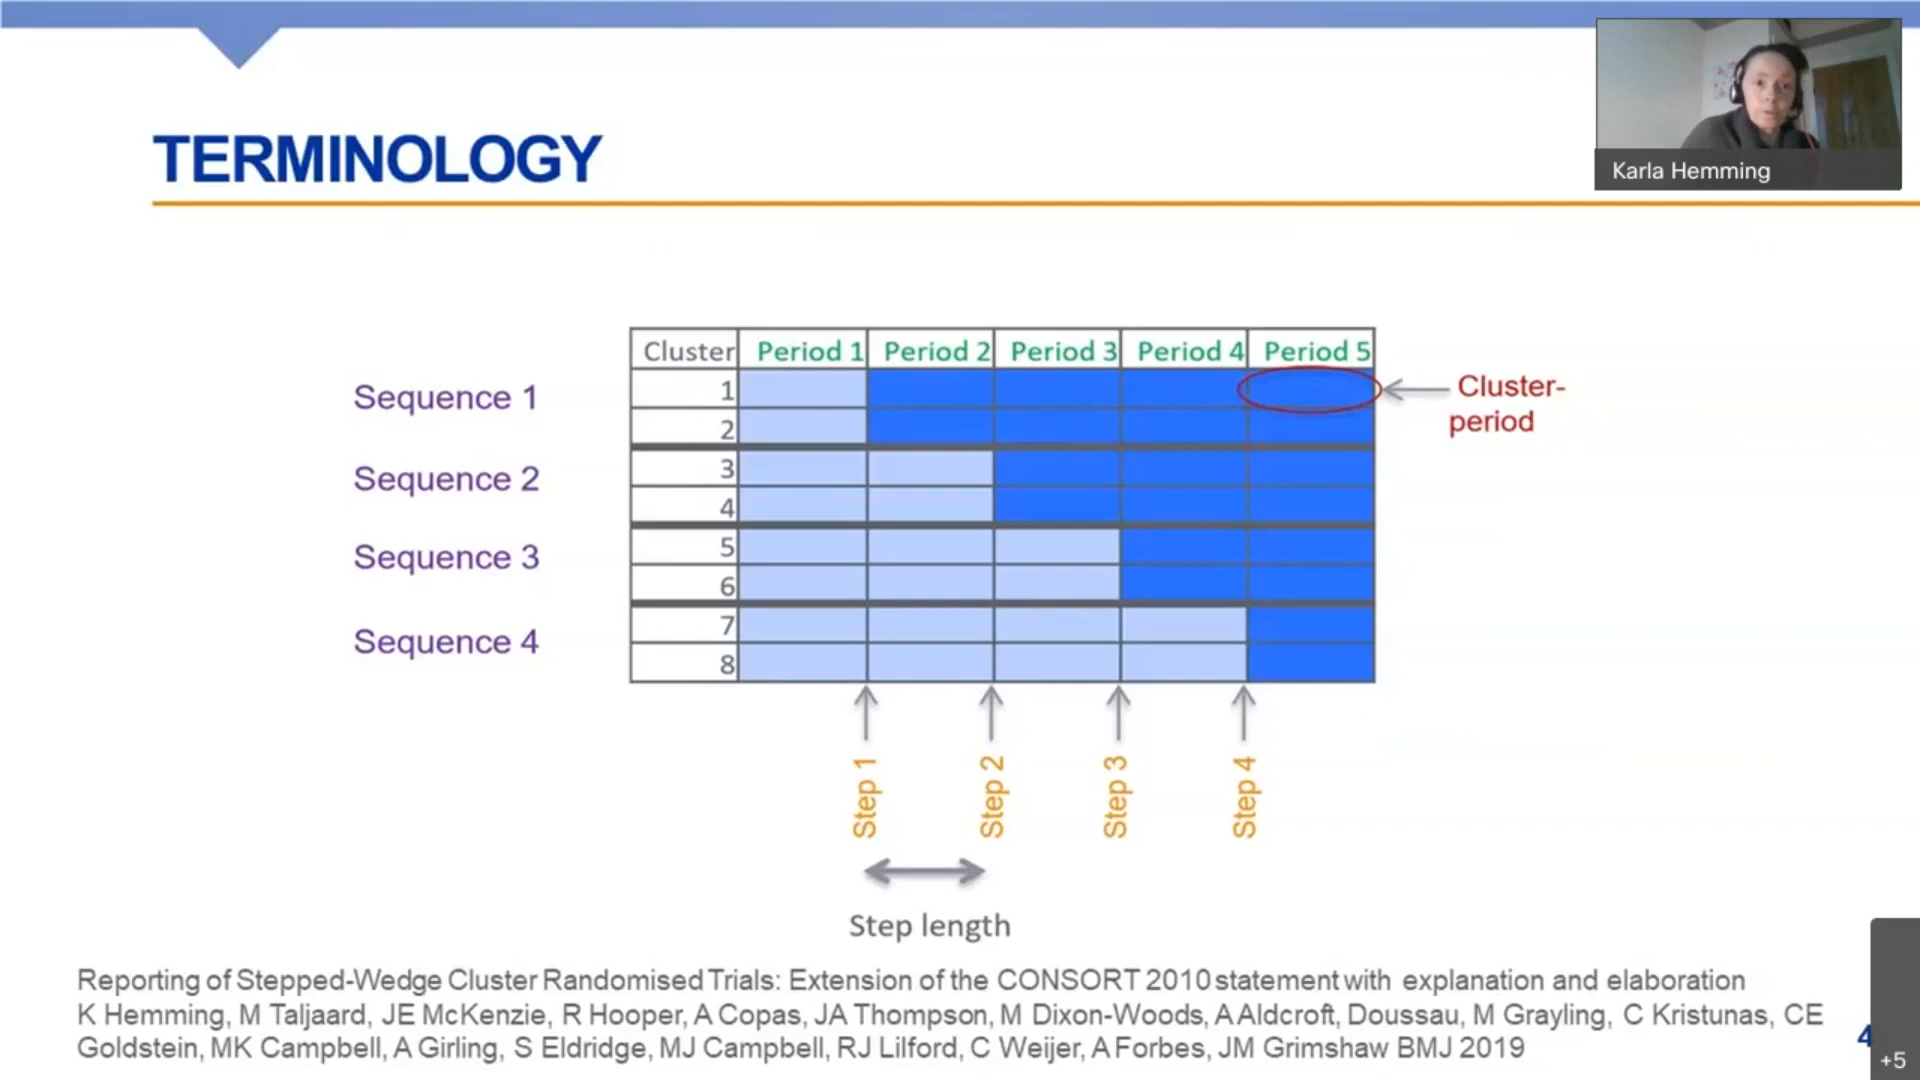 Karla Hemming
TERMINOLOGY
Cluster Period 1 Period 2 Period 3 Period 4 Period 5
Sequence 1
1
2
Cluster-
period
Sequence 2
3
4
Sequence 3
5
6
Sequence 4
7
8
Step 1 Step 2 Step 3 Step 4
Step length
Reporting of Stepped-Wedge Cluster Randomised Trials: Extension of the CONSORT 2010 statement with explanation and elaboration
K Hemming, M Taljaard, JE McKenzie, R Hooper, A Copas, JA Thompson, M Dixon-Woods, A Aldcroft, Doussau, M Grayling, C Kristunas, CE
Goldstein, MK Campbell, A Girling, S Eldridge, MJ Campbell, RJ Lilford, C Weijer, A Forbes, JM Grimshaw BMJ 2019
4
+5